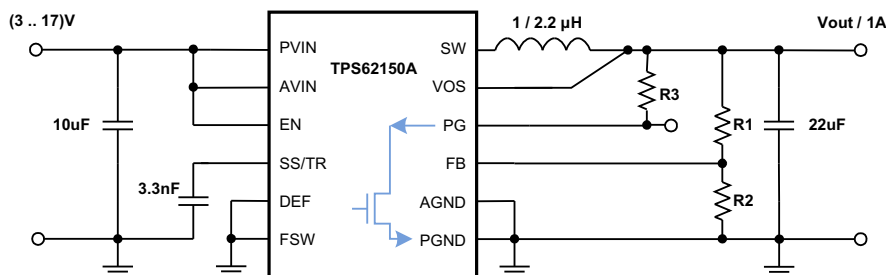 (3 .. 17)V
1 / 2.2 µH
Vout / 1A
PVIN
SW
TPS62150A
AVIN
VOS
R3
10uF
EN
PG
R1
22uF
SS/TR
FB
3.3nF
DEF
AGND
R2
FSW
PGND